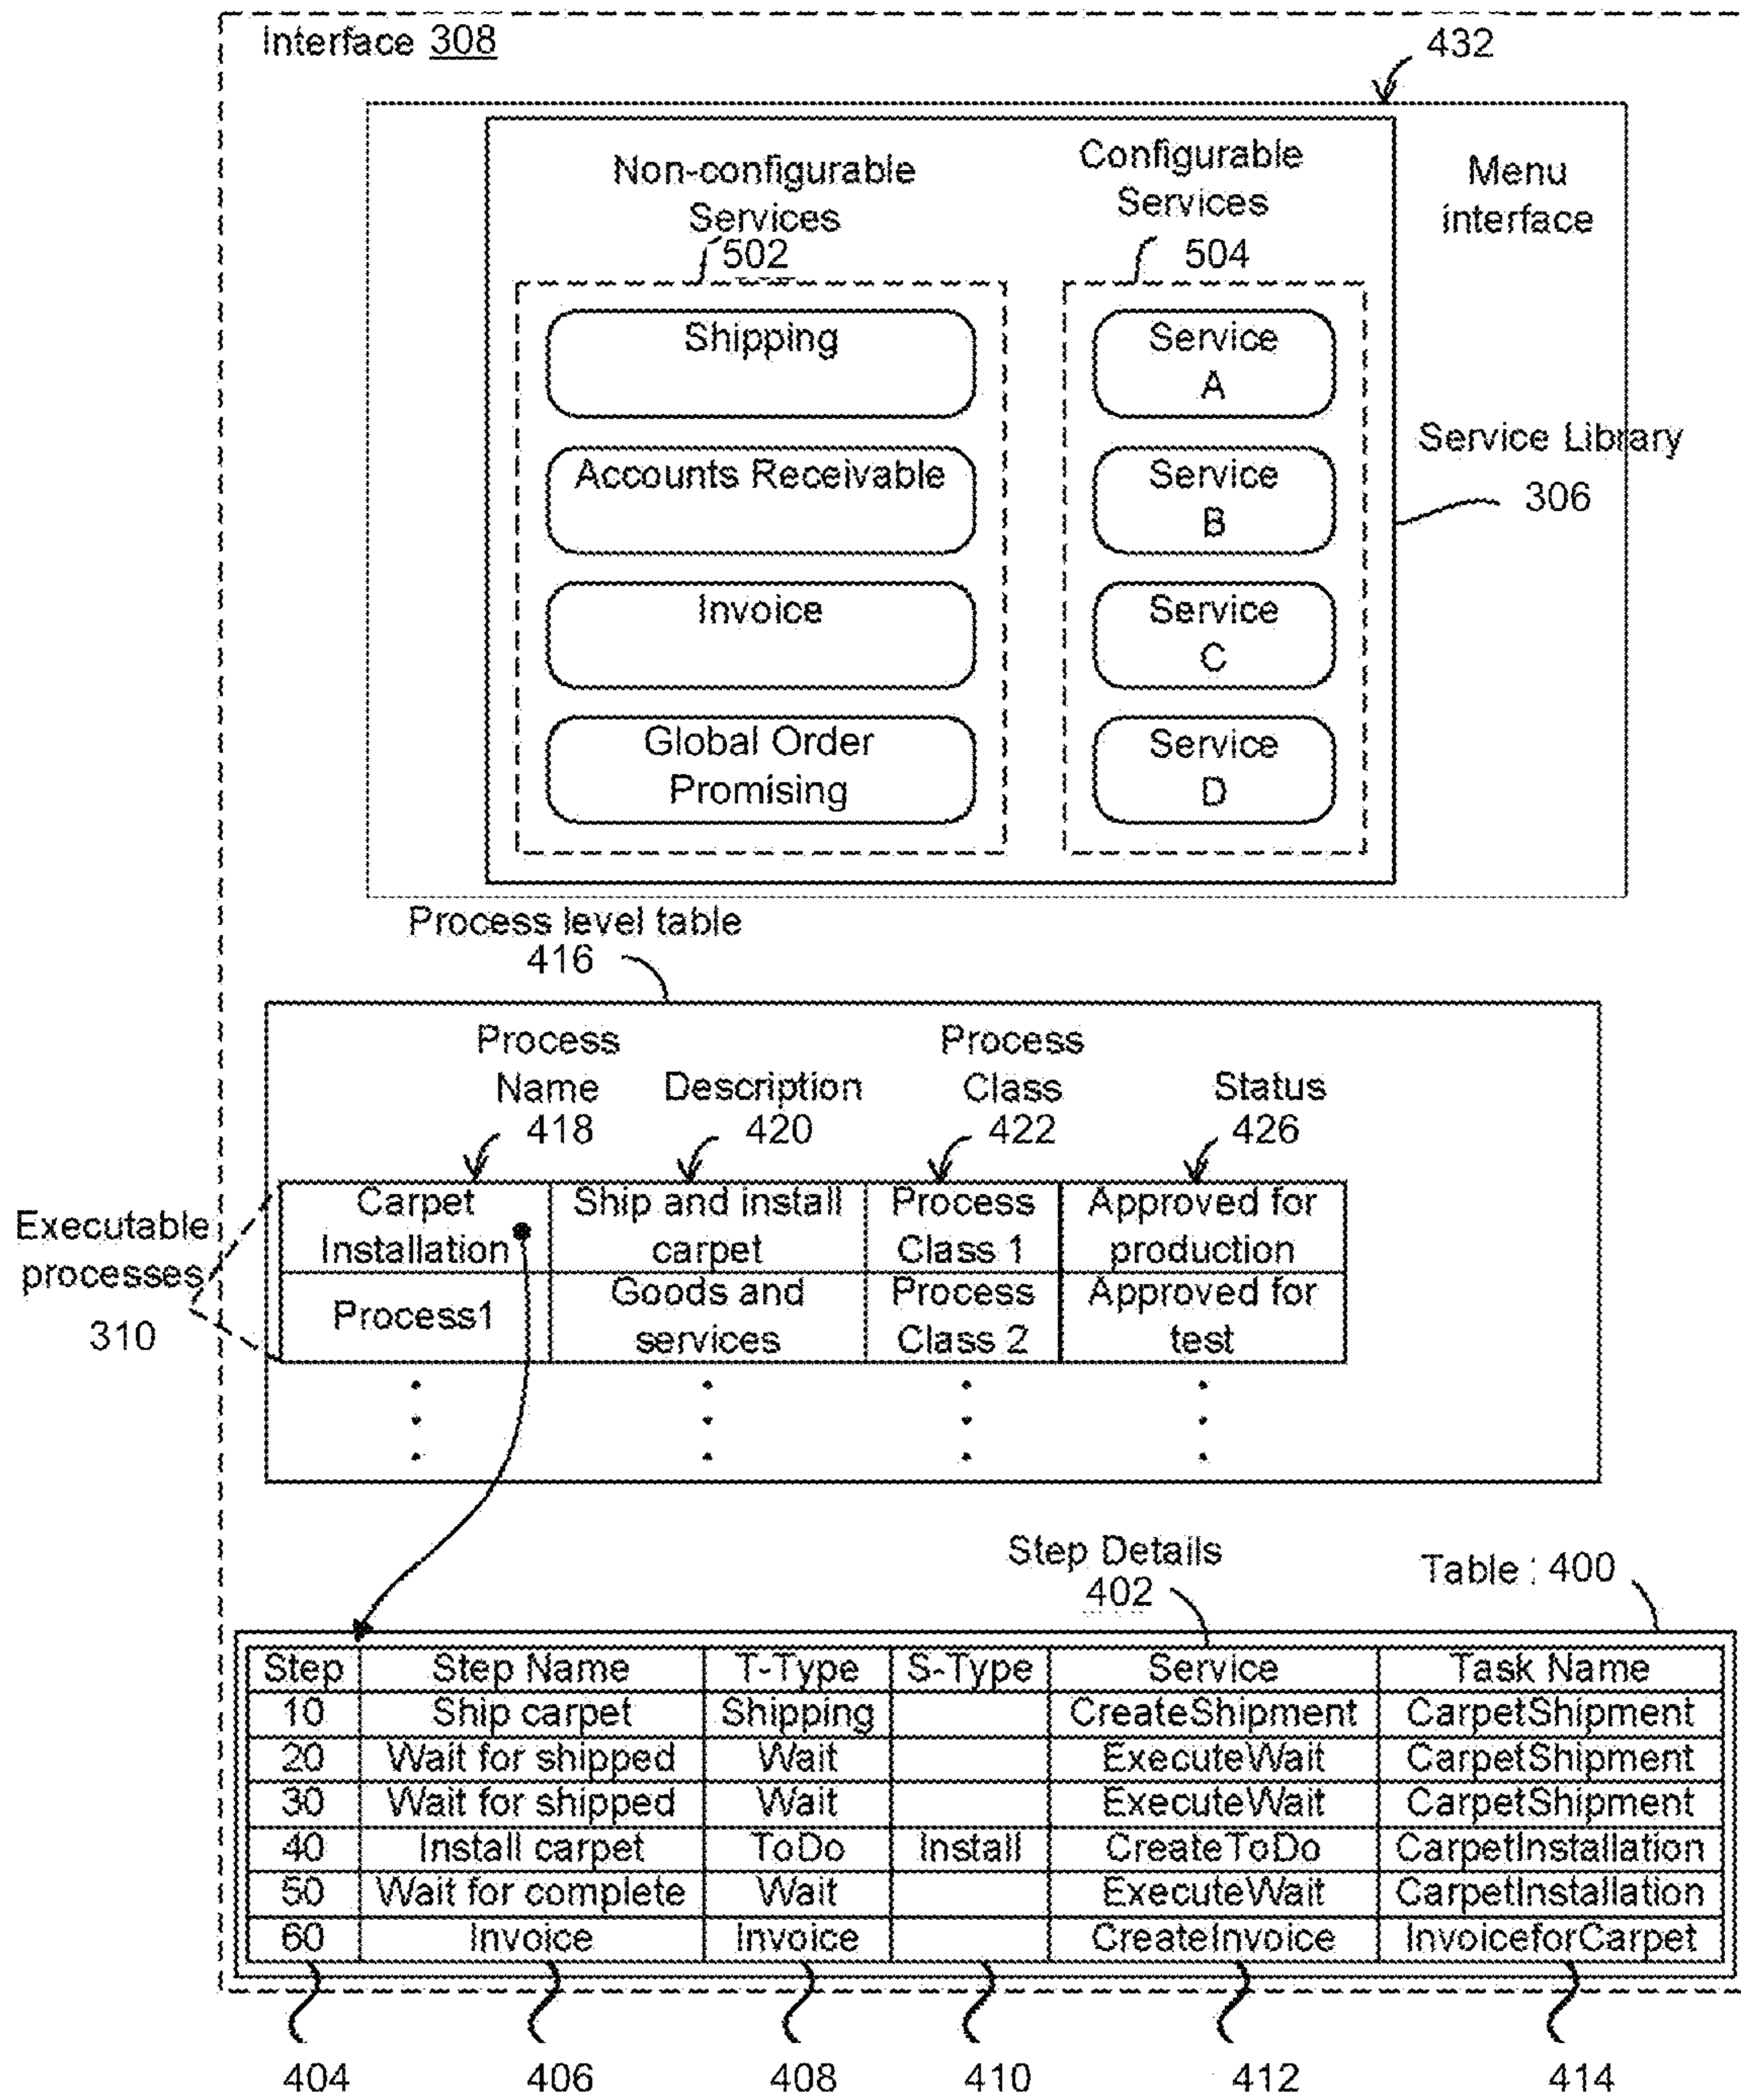 Interface 308
432
Non-configurable
Services
502
Configurable
Services
504
Menu
interface
Shipping
Accounts Receivable
Invoice
Global Order
Promising
Service
A
Service
B
Service
C
Service
D
Service Library
306
Process level table
416
Process
Name
418
Description
420
Process
Class
422
Status
426
Executable
processes
310
Carpet
Installation
Ship and install
carpet
Process
Class 1
Approved for
production
Process1
Goods and
services
Process
Class 2
Approved for
test
Step Details
402
Table : 400
Step Step Name T-Type S-Type Service Task Name
10 Ship carpet Shipping CreateShipment CarpetShipment
20 Wait for shipped Wait ExecuteWait CarpetShipment
30 Wait for shipped Wait ExecuteWait CarpetShipment
40 Install carpet ToDo Install CreateToDo CarpetInstallation
50 Wait for complete Wait ExecuteWait CarpetInstallation
60 Invoice Invoice CreateInvoice InvoiceforCarpet
404 406 408 410 412 414